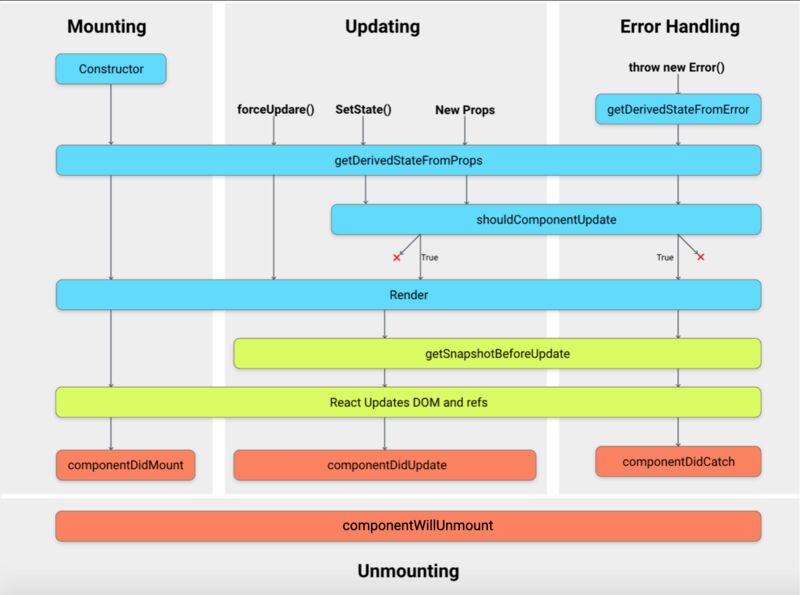 Mounting
Updating
Error Handling
Constructor
throw new Error()
forceUpdare()
SetState()
New Props
getDerivedStateFromError
getDerivedStateFromProps
shouldComponentUpdate
True
True
Render
getSnapshotBeforeUpdate
React Updates DOM and refs
componentDidMount
componentDidUpdate
componentDidCatch
componentWillUnmount
Unmounting